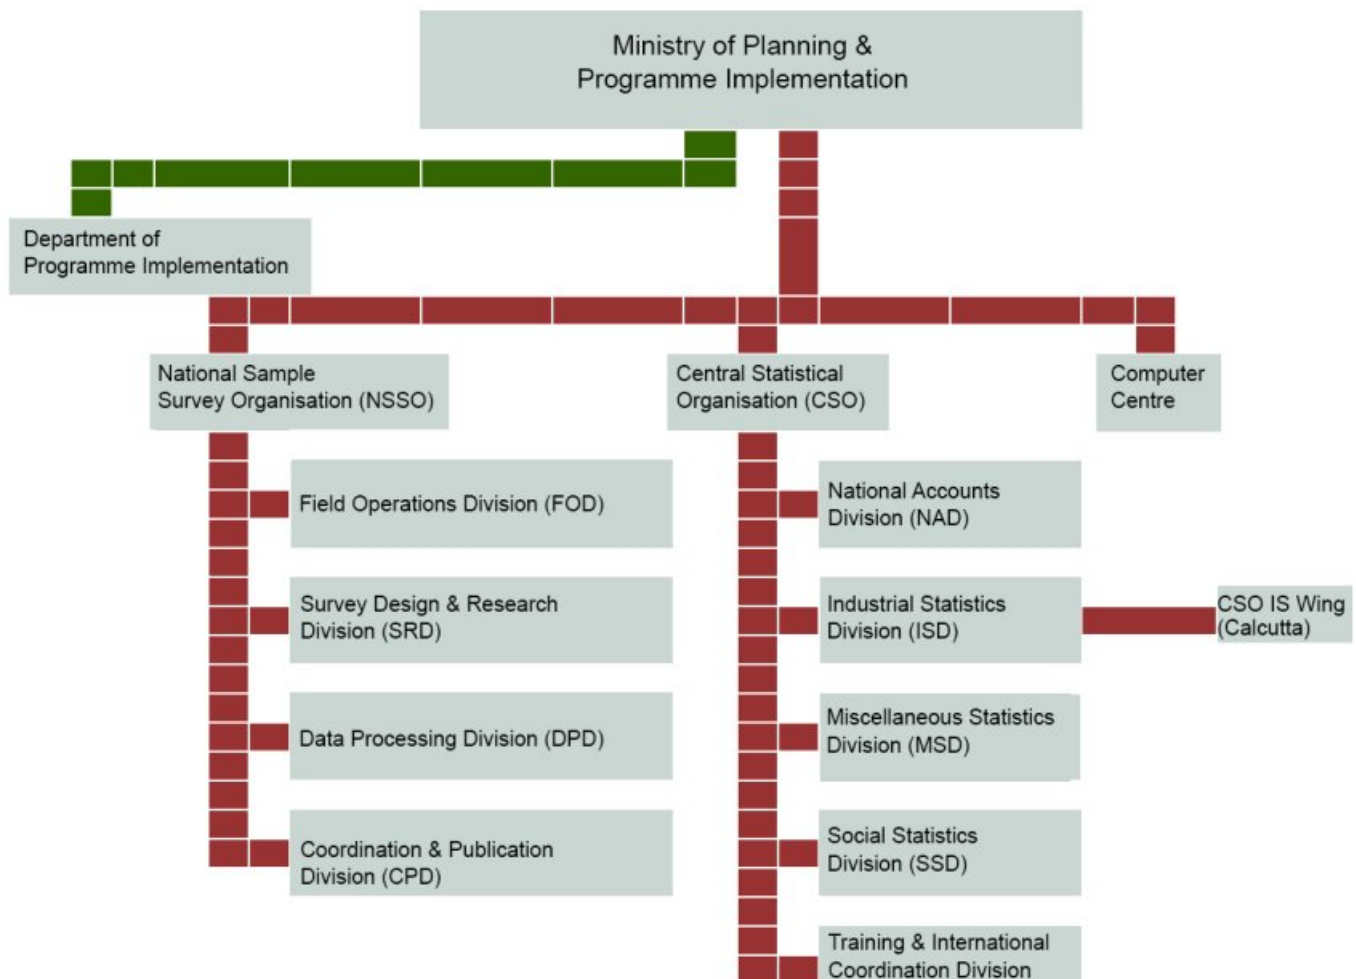 Ministry of Planning &
Programme Implementation
Department of
Programme Implementation
National Sample
Survey Organisation (NSSO)
Central Statistical
Organisation (CSO)
Computer
Centre
Field Operations Division (FOD)
Survey Design & Research
Division (SRD)
Data Processing Division (DPD)
Coordination & Publication
Division (CPD)
National Accounts
Division (NAD)
Industrial Statistics
Division (ISD)
CSO IS Wing
(Calcutta)
Miscellaneous Statistics
Division (MSD)
Social Statistics
Division (SSD)
Training & International
Coordination Division